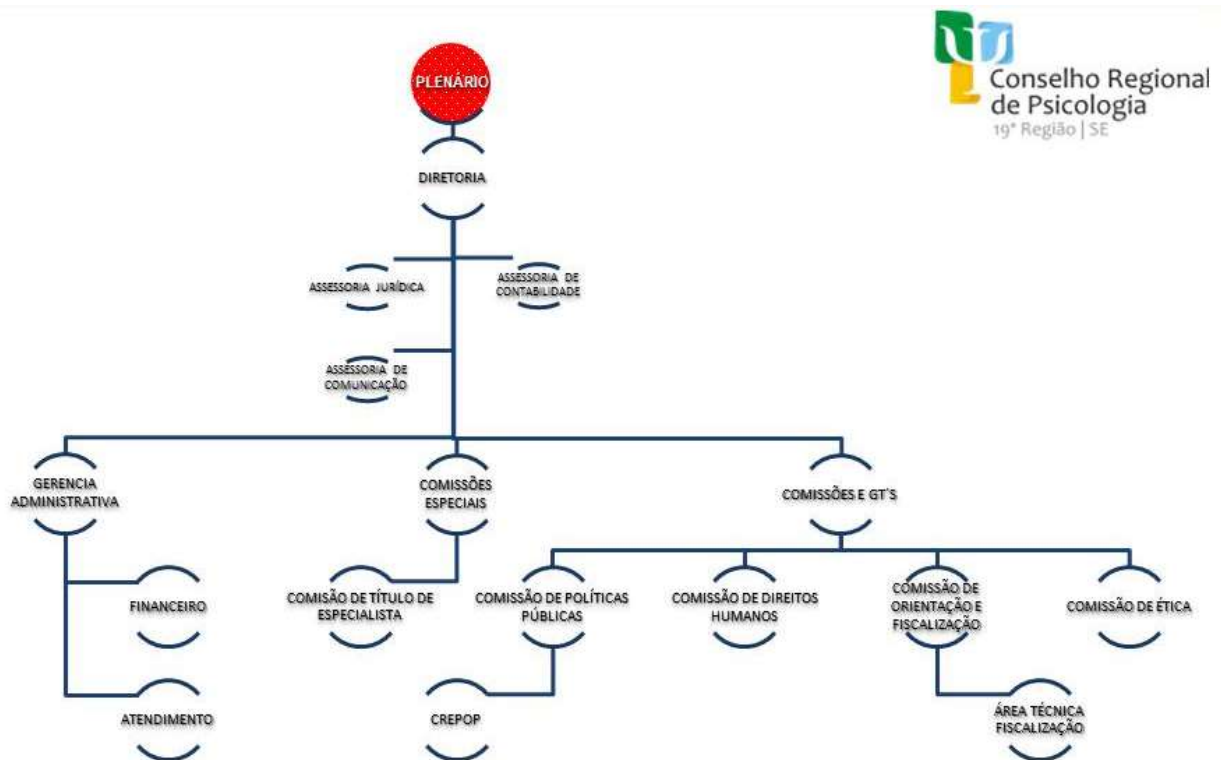 Conselho Regional
de Psicologia
19ª Região | SE
PLENÁRIO
DIRETORIA
ASSESSORIA JURÍDICA
ASSESSORIA DE
CONTABILIDADE
ASSESSORIA DE
COMUNICAÇÃO
GERENCIA
ADMINISTRATIVA
COMISSÕES
ESPECIAIS
COMISSÕES E GT´S
FINANCEIRO
COMISÃO DE TÍTULO DE
ESPECIALISTA
COMISSÃO DE POLÍTICAS
PÚBLICAS
COMISSÃO DE DIREITOS
HUMANOS
COMISSÃO DE
ORIENTAÇÃO E
FISCALIZAÇÃO
COMISSÃO DE ÉTICA
ATENDIMENTO
CREPOP
ÁREA TÉCNICA
FISCALIZAÇÃO